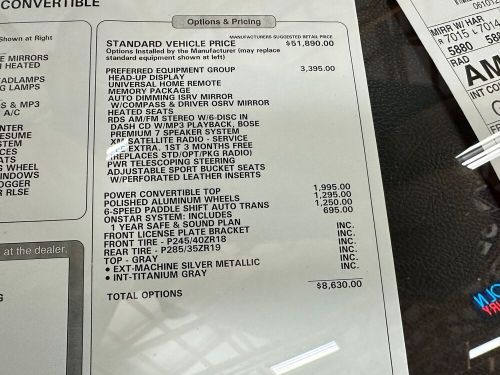 CONVERTIBLE
Shown at Right
E MIRRORS
H HEATED
ADLAMPS
G LAMPS
S & MP3
A/C
NTER
ESUME
STEM
CES
ATS
G WHEEL
WINDOWS
OGGER
R RLSE
at the dealer.
Options & Pricing
MANUFACTURERS SUGGESTED RETAIL PRICE
STANDARD VEHICLE PRICE $51,890.00
Options Installed by the Manufacturer (may replace
standard equipment shown at left)
PREFERRED EQUIPMENT GROUP 3,395.00
HEAD-UP DISPLAY
UNIVERSAL HOME REMOTE
MEMORY PACKAGE
AUTO DIMMING ISRV MIRROR
W/COMPASS & DRIVER OSRV MIRROR
HEATED SEATS
RDS AM/FM STEREO W/6-DISC IN
DASH CD W/MP3 PLAYBACK, BOSE
PREMIUM 7 SPEAKER SYSTEM
XM SATELLITE RADIO - SERVICE
EXTRA. 1ST 3 MONTHS FREE
(REPLACES STD/OPT/PKG RADIO)
PWR TELESCOPING STEERING
ADJUSTABLE SPORT BUCKET SEATS
W/PERFORATED LEATHER INSERTS
POWER CONVERTIBLE TOP 1,995.00
POLISHED ALUMINUM WHEELS 1,295.00
6-SPEED PADDLE SHIFT AUTO TRANS 1,250.00
ONSTAR SYSTEM: INCLUDES 695.00
1 YEAR SAFE & SOUND PLAN
FRONT LICENSE PLATE BRACKET INC.
FRONT TIRE - P245/40ZR18 INC.
REAR TIRE - P285/35ZR19 INC.
TOP - GRAY INC.
• EXT-MACHINE SILVER METALLIC INC.
• INT-TITANIUM GRAY INC.
TOTAL OPTIONS $8,630.00
MIRR W/ HAR
R 7015 L 701
5880 588
RAD
AM
INT CO